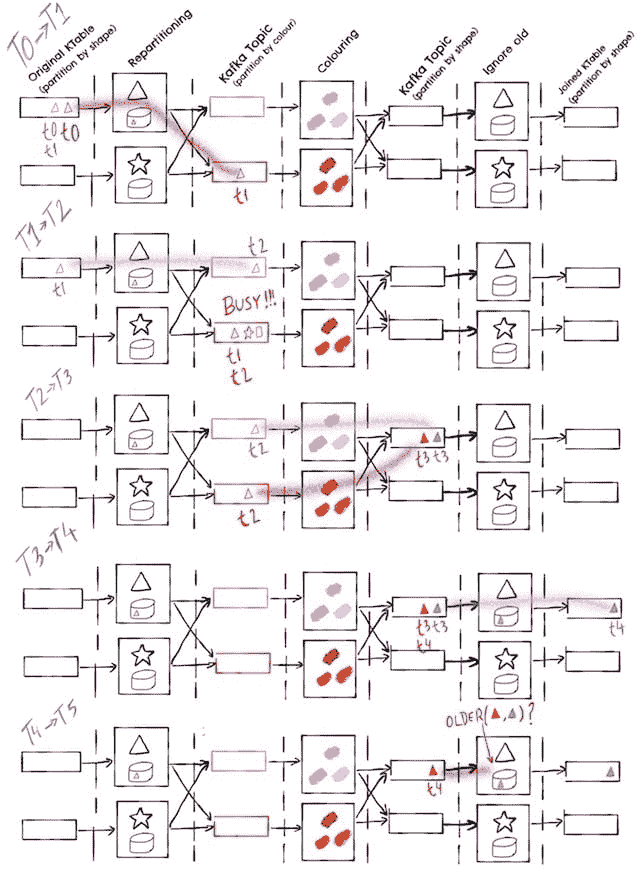 T0→T1
Original KTable
(partition by shape)
Repartitioning
Kafka Topic
(partition by colour)
Colouring
Kafka Topic
(partition by shape)
Ignore old
Joined KTable
(partition by shape)
t0 t0
t1
t1
T1→T2
t1
t2
BUSY!!!
t1
t2
T2→T3
t2
t2
t3 t3
T3→T4
t3 t3
t4
t4
T4→T5
OLDER(▲,▲)?
t4